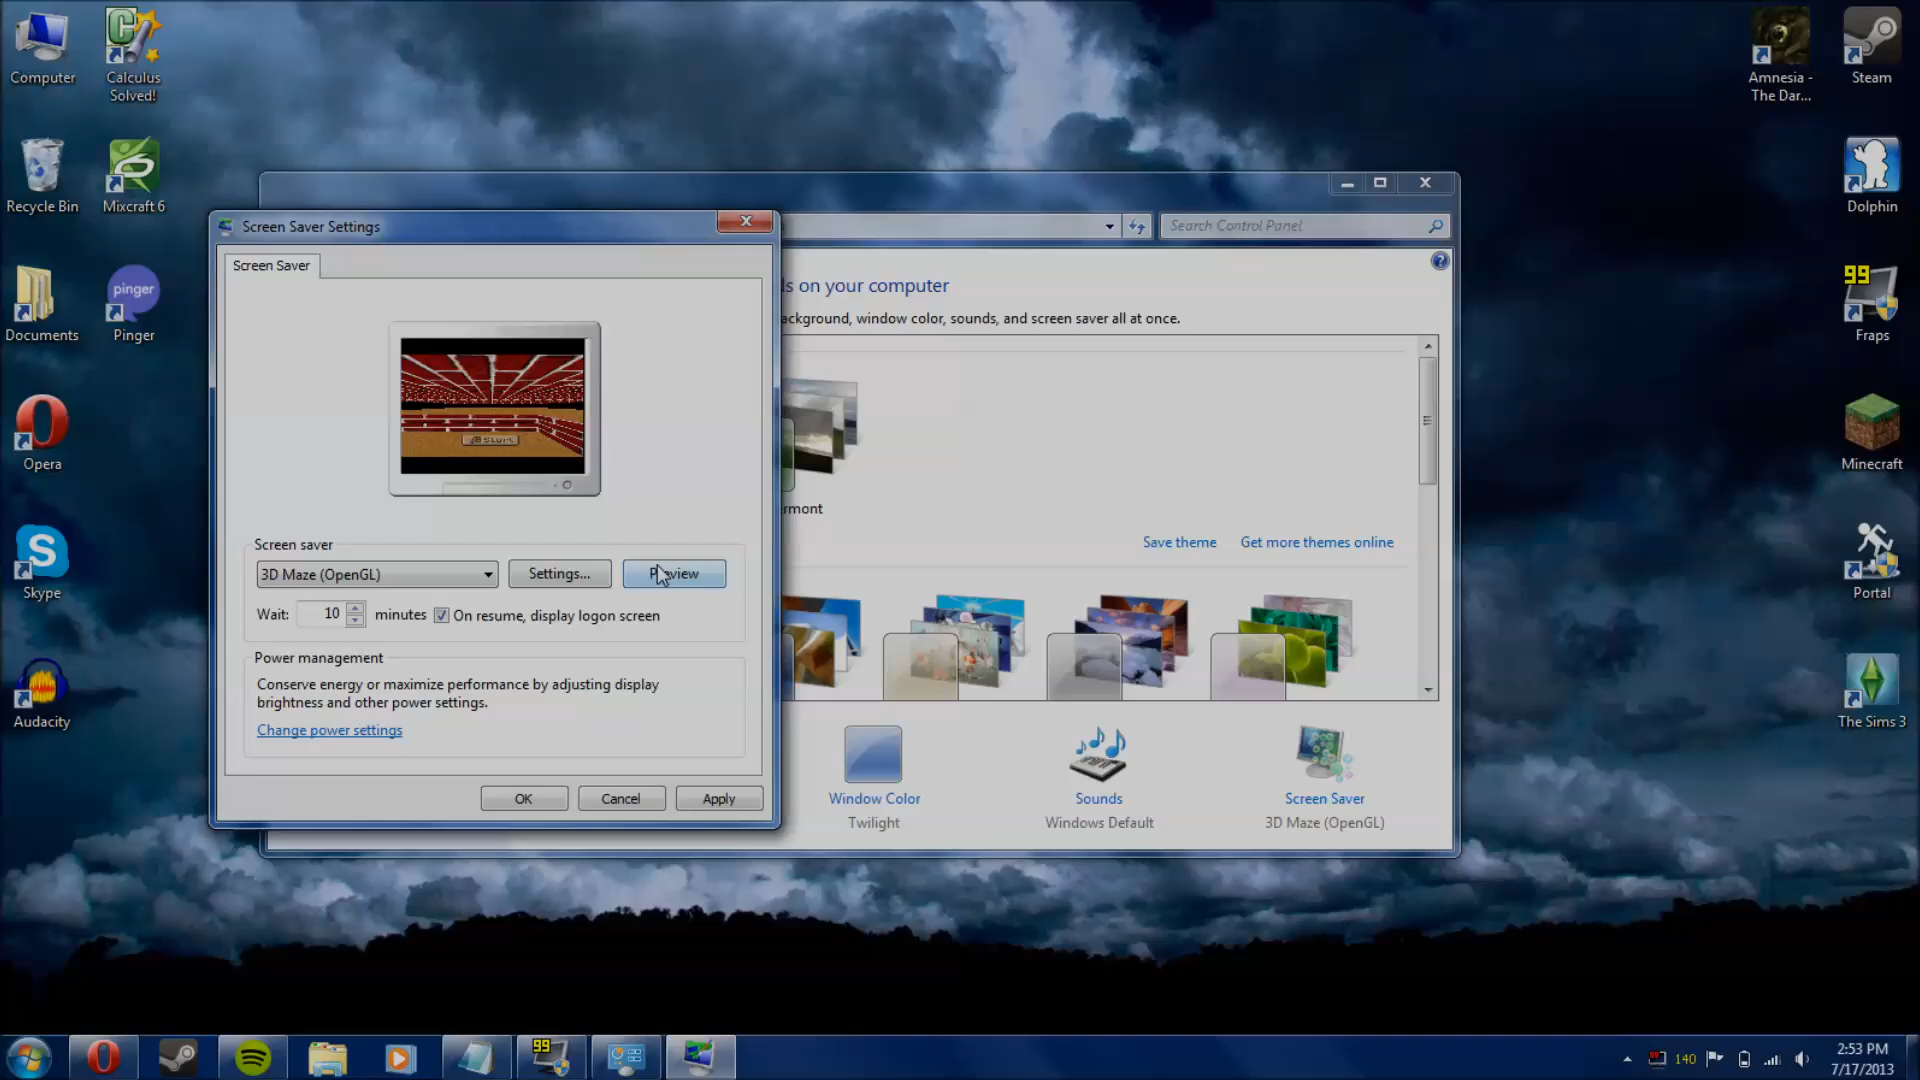 Computer
Calculus
Solved!
Amnesia -
The Dar...
Steam
Recycle Bin
Mixcraft 6
Dolphin
Documents
pinger
Pinger
99
Fraps
Opera
Minecraft
Skype
Portal
Audacity
The Sims 3
Search Control Panel
ls on your computer
ackground, window color, sounds, and screen saver all at once.
rmont
Save theme
Get more themes online
Window Color
Twilight
Sounds
Windows Default
Screen Saver
3D Maze (OpenGL)
Screen Saver Settings
Screen Saver
Screen saver
3D Maze (OpenGL)
Settings...
Preview
Wait:
10
minutes
On resume, display logon screen
Power management
Conserve energy or maximize performance by adjusting display
brightness and other power settings.
Change power settings
OK
Cancel
Apply
99
140
2:53 PM
7/17/2013